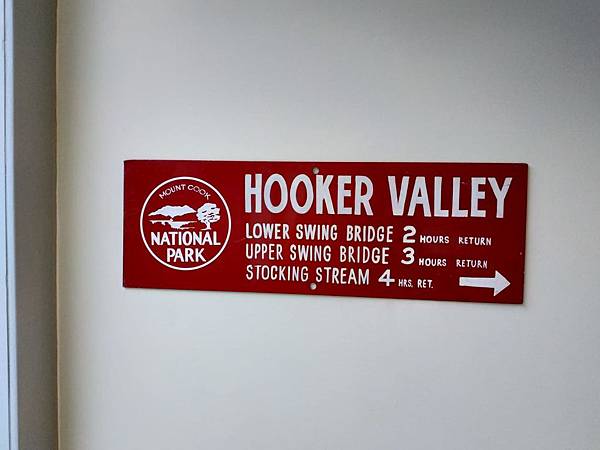 MOUNT COOK
NATIONAL
PARK
HOOKER VALLEY
LOWER SWING BRIDGE 2 HOURS RETURN
UPPER SWING BRIDGE 3 HOURS RETURN
STOCKING STREAM 4 HRS. RET.